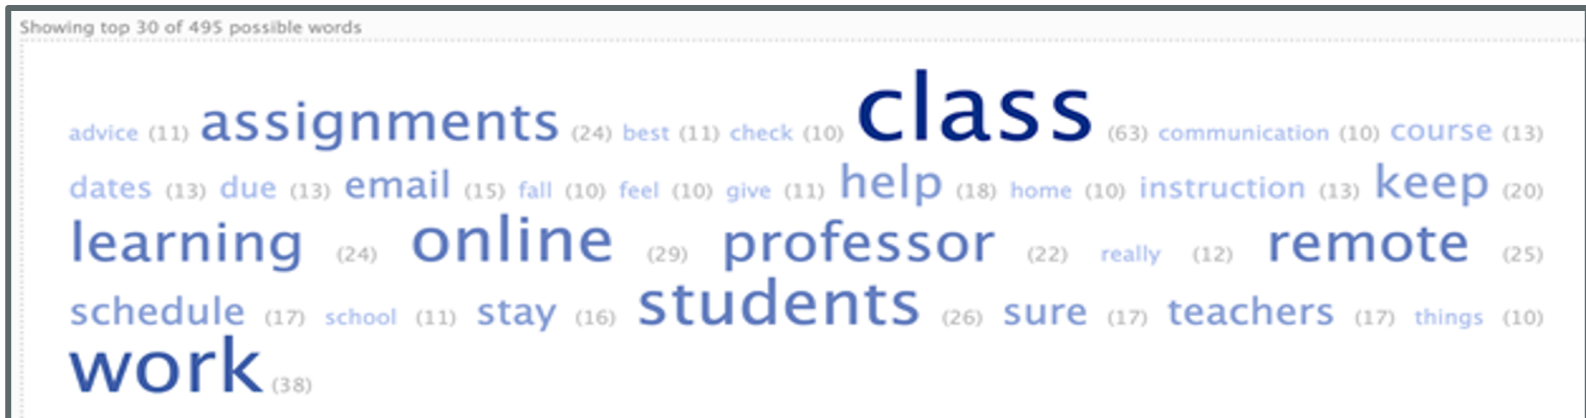 Showing top 30 of 495 possible words
advice (11) assignments (24) best (11) check (10) class (63) communication (10) course (13)
dates (13) due (13) email (15) fall (10) feel (10) give (11) help (18) home (10) instruction (13) keep (20)
learning (24) online (29) professor (22) really (12) remote (25)
schedule (17) school (11) stay (16) students (26) sure (17) teachers (17) things (10)
work (38)